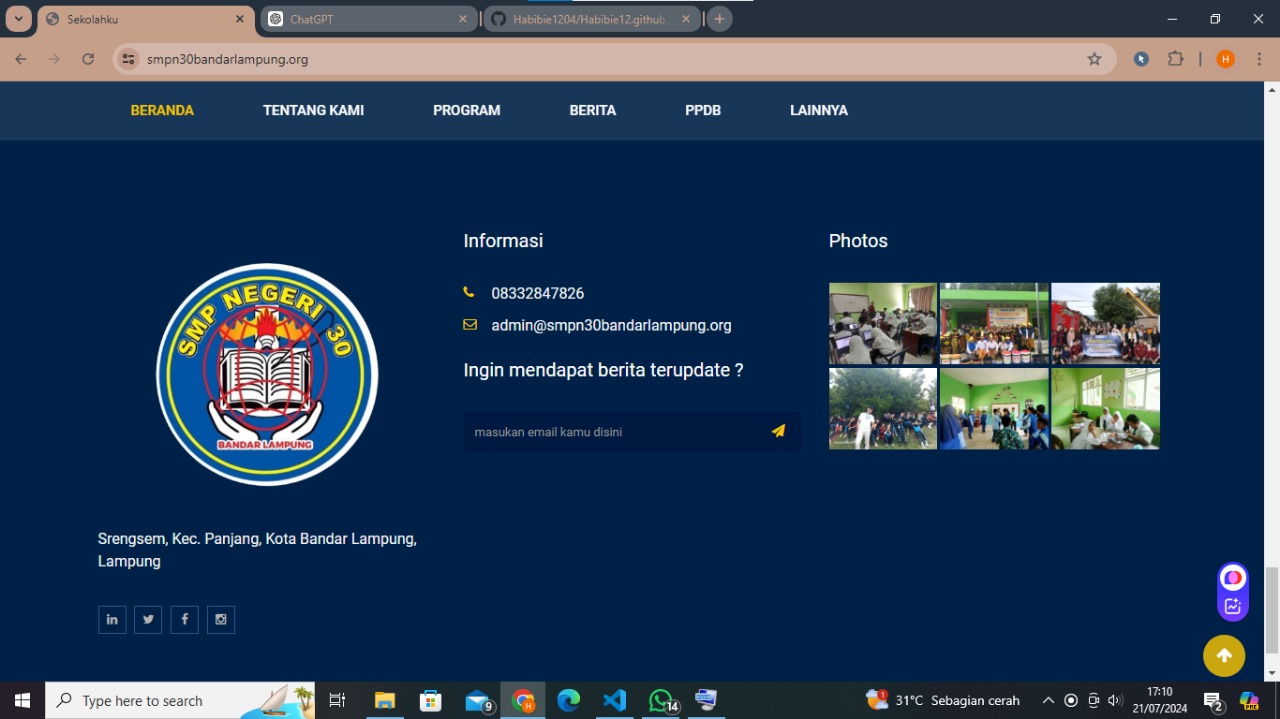 Sekolahku
ChatGPT
Habibie1204/Habibie12.github.
smpn30bandarlampung.org
H
BERANDA
TENTANG KAMI
PROGRAM
BERITA
PPDB
LAINNYA
SMP NEGERI 30
BANDAR LAMPUNG
Srengsem, Kec. Panjang, Kota Bandar Lampung,
Lampung
Informasi
08332847826
admin@smpn30bandarlampung.org
Ingin mendapat berita terupdate ?
masukan email kamu disini
Photos
Type here to search
9
H
14
1
31°C Sebagian cerah
17:10
21/07/2024
2
PRE